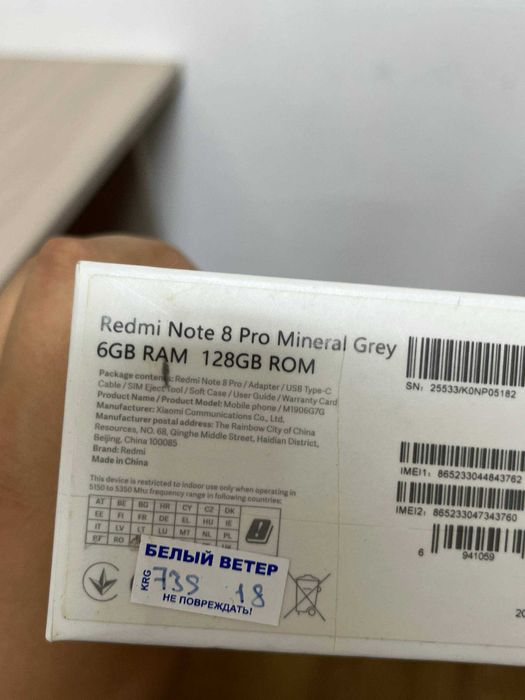 Redmi Note 8 Pro Mineral Grey
6GB RAM 128GB ROM
Package contents: Redmi Note 8 Pro / Adapter / USB Type-C
Cable / SIM Eject Tool / Soft Case / User Guide / Warranty Card
Product Name / Product Model: Mobile phone / M1906G7G
Manufacturer: Xiaomi Communications Co., Ltd.
Manufacturer postal address: The Rainbow City of China
Resources, NO. 68, Qinghe Middle Street, Haidian District,
Beijing, China 100085
Brand: Redmi
Made in China
This device is restricted to indoor use only when operating in
5150 to 5350 Mhz frequency range in following countries:
AT BE BG HR CY CZ DK
EE FI FR DE EL HU IE
IT LV LT LU MT NL PL
RO
SN: 25533/K0NP05182
IMEI1: 865233044843762
IMEI2: 865233047343760
6 941059
20
БЕЛЫЙ ВЕТЕР
KRG 739 18
НЕ ПОВРЕЖДАТЬ!